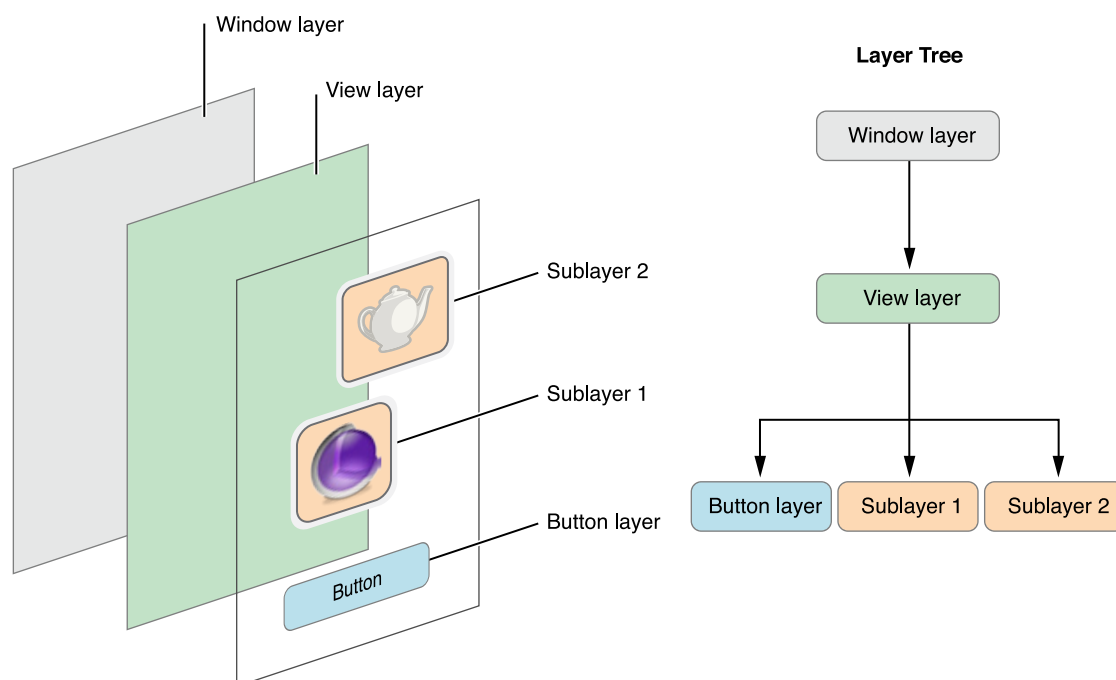 Window layer
View layer
Sublayer 2
Sublayer 1
Button layer
Button
Layer Tree
Window layer
View layer
Button layer
Sublayer 1
Sublayer 2